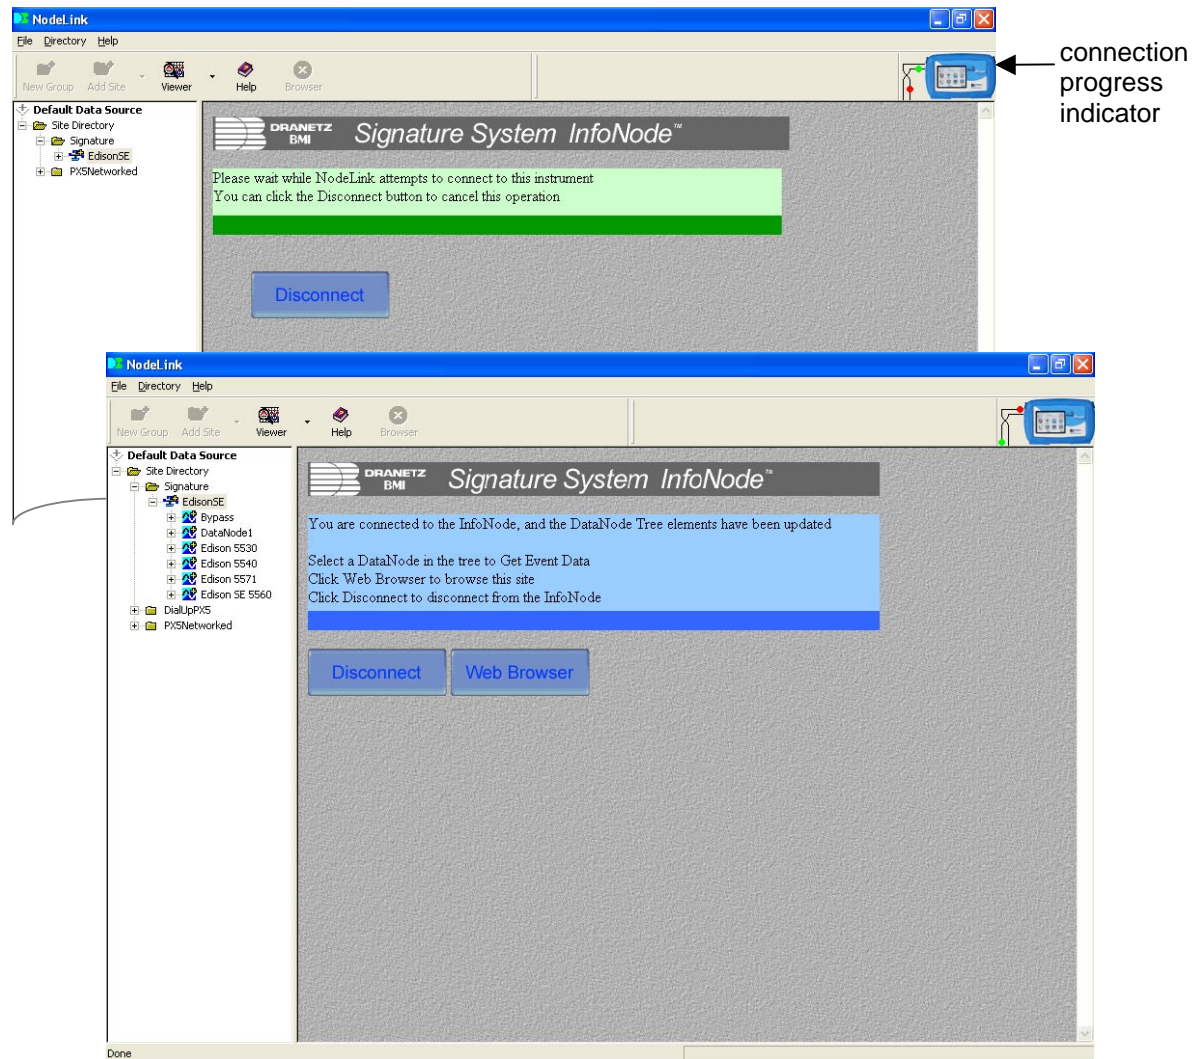 NodeLink
File Directory Help
New Group Add Site Viewer Help Browser
connection
progress
indicator
Default Data Source
Site Directory
Signature
EdisonSE
PX5Networked
DRANETZ
BMI
Signature System InfoNode™
Please wait while NodeLink attempts to connect to this instrument
You can click the Disconnect button to cancel this operation
Disconnect
NodeLink
File Directory Help
New Group Add Site Viewer Help Browser
Default Data Source
Site Directory
Signature
EdisonSE
Bypass
DataNode1
Edison 5530
Edison 5540
Edison 5571
Edison SE 5560
DialUpPX5
PX5Networked
DRANETZ
BMI
Signature System InfoNode™
You are connected to the InfoNode, and the DataNode Tree elements have been updated
Select a DataNode in the tree to Get Event Data
Click Web Browser to browse this site
Click Disconnect to disconnect from the InfoNode
Disconnect Web Browser
Done